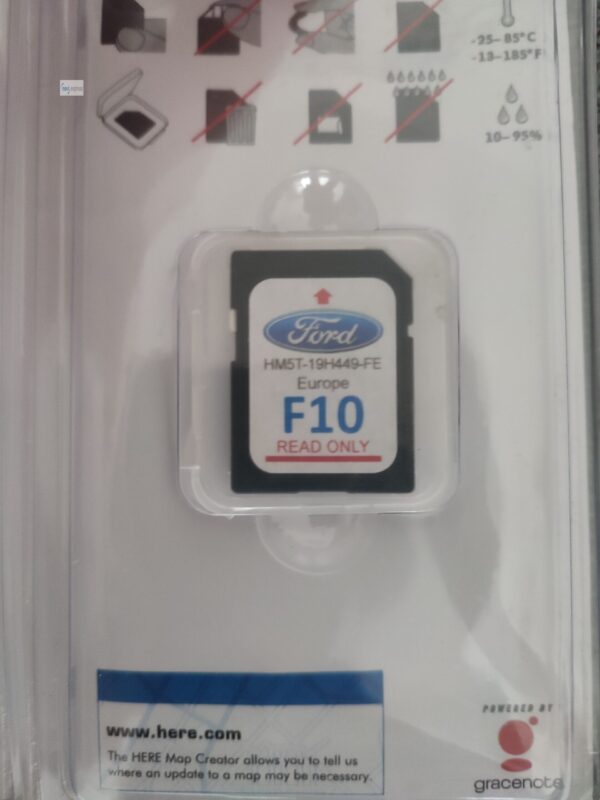 -25– 85°C
-13–185°F
10–95%
Ford
HM5T-19H449-FE
Europe
F10
READ ONLY
www.here.com
The HERE Map Creator allows you to tell us
where an update to a map may be necessary.
POWERED BY
gracenote